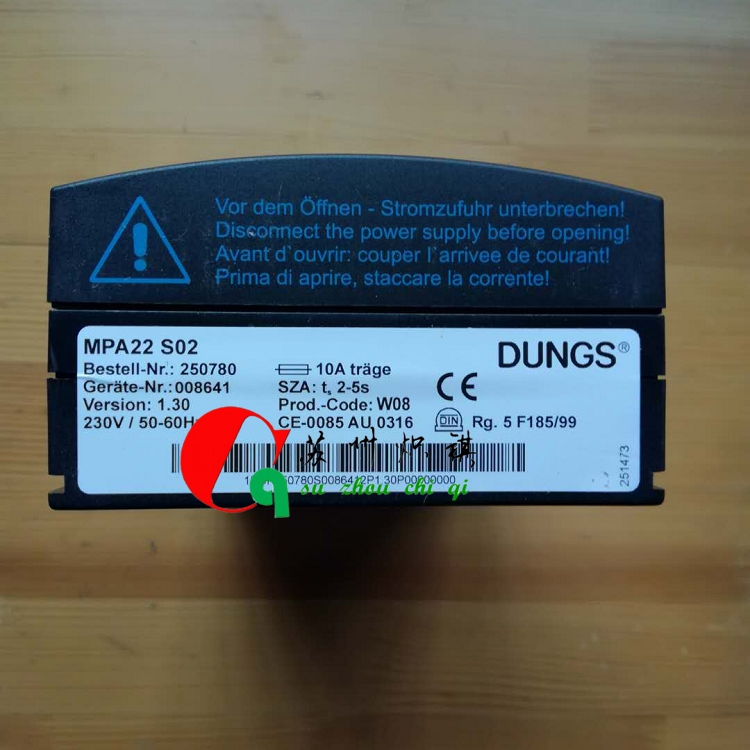 Vor dem Öffnen - Stromzufuhr unterbrechen!
Disconnect the power supply before opening!
Avant d`ouvrir: couper l`arrivee de courant!
Prima di aprire, staccare la corrente!
MPA22 S02
Bestell-Nr.: 250780
Geräte-Nr.: 008641
Version: 1.30
230V / 50-60H
10A träge
SZA: ts 2-5s
Prod.-Code: W08
CE-0085 AU 0316
CE
DUNGS®
DIN
Rg. 5 F185/99
251473
苏州炽祺
su zhou chi qi